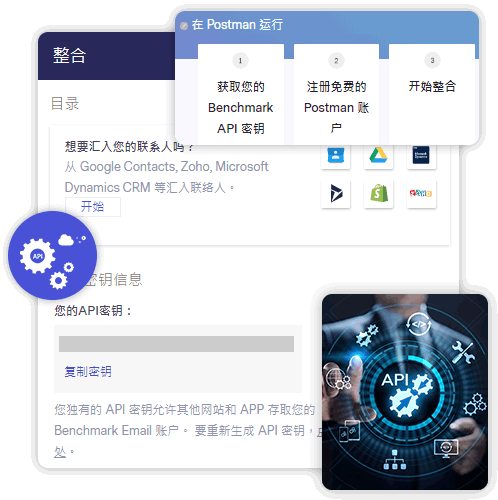 在 Postman 运行
1
获取您的
Benchmark
API 密钥
2
注册免费的
Postman 账
户
3
开始整合
整合
目录
想要汇入您的联系人吗？
从 Google Contacts, Zoho, Microsoft
Dynamics CRM 等汇入联络人。
开始
API
密钥信息
您的API密钥：
复制密钥
您独有的 API 密钥允许其他网站和 APP 存取您的
Benchmark Email 账户。 要重新生成 API 密钥，
处。
API